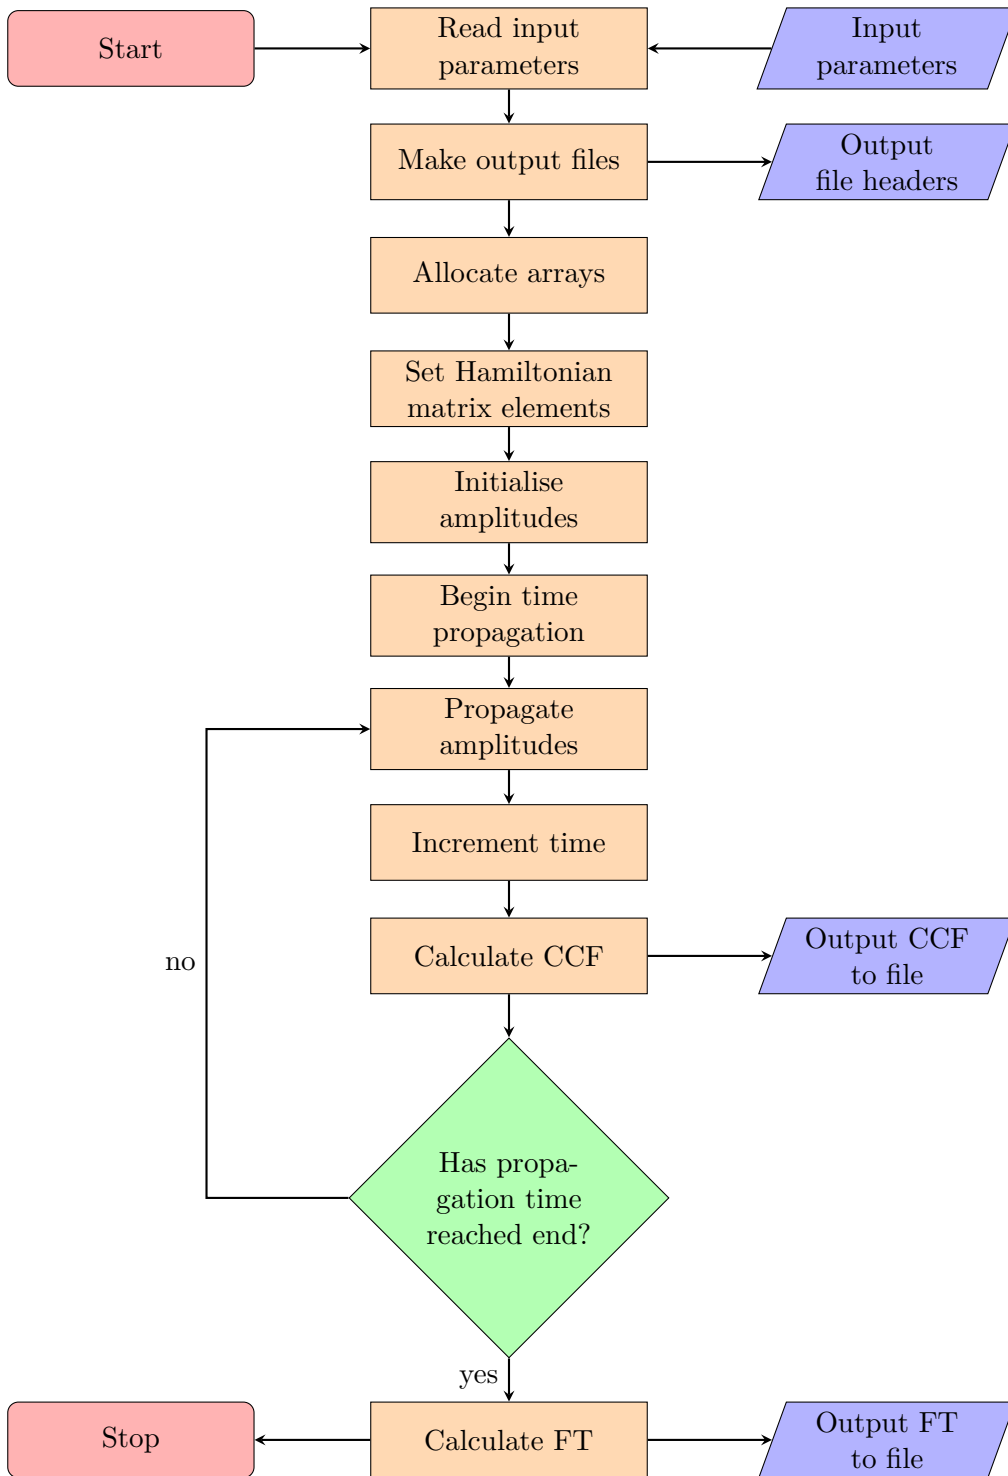 Start
Read input
parameters
Input
parameters
Make output files
Output
file headers
Allocate arrays
Set Hamiltonian
matrix elements
Initialise
amplitudes
Begin time
propagation
Propagate
amplitudes
Increment time
Calculate CCF
Output CCF
to file
no
Has propa-
gation time
reached end?
yes
Stop
Calculate FT
Output FT
to file